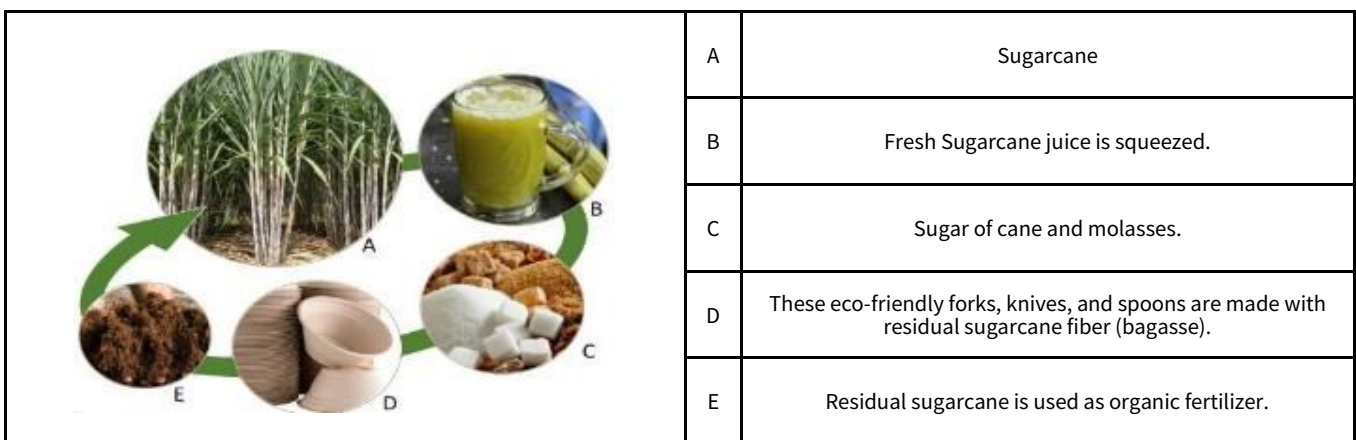 A
B
C
D
E
A
Sugarcane
B
Fresh Sugarcane juice is squeezed.
C
Sugar of cane and molasses.
D
These eco-friendly forks, knives, and spoons are made with
residual sugarcane fiber (bagasse).
E
Residual sugarcane is used as organic fertilizer.